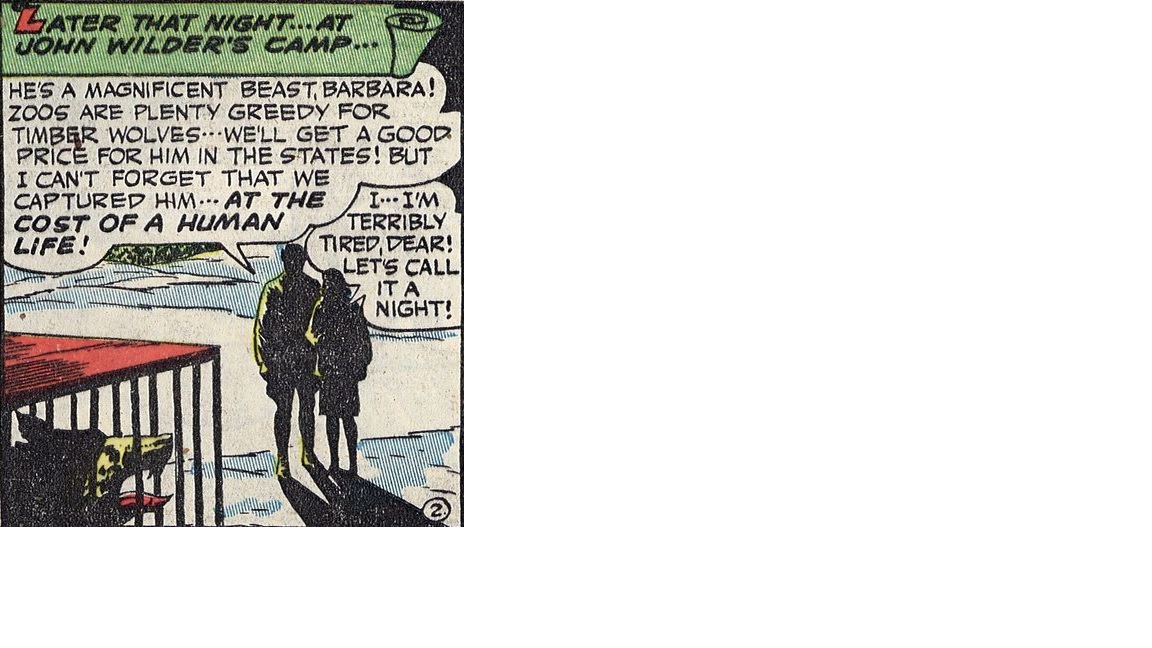 LATER THAT NIGHT... AT
JOHN WILDER'S CAMP...
HE'S A MAGNIFICENT BEAST, BARBARA!
ZOOS ARE PLENTY GREEDY FOR
TIMBER WOLVES... WE'LL GET A GOOD
PRICE FOR HIM IN THE STATES! BUT
I CAN'T FORGET THAT WE
CAPTURED HIM... AT THE
COST OF A HUMAN
LIFE!
I... I'M
TERRIBLY
TIRED, DEAR!
LET'S CALL
IT A
NIGHT!
2.